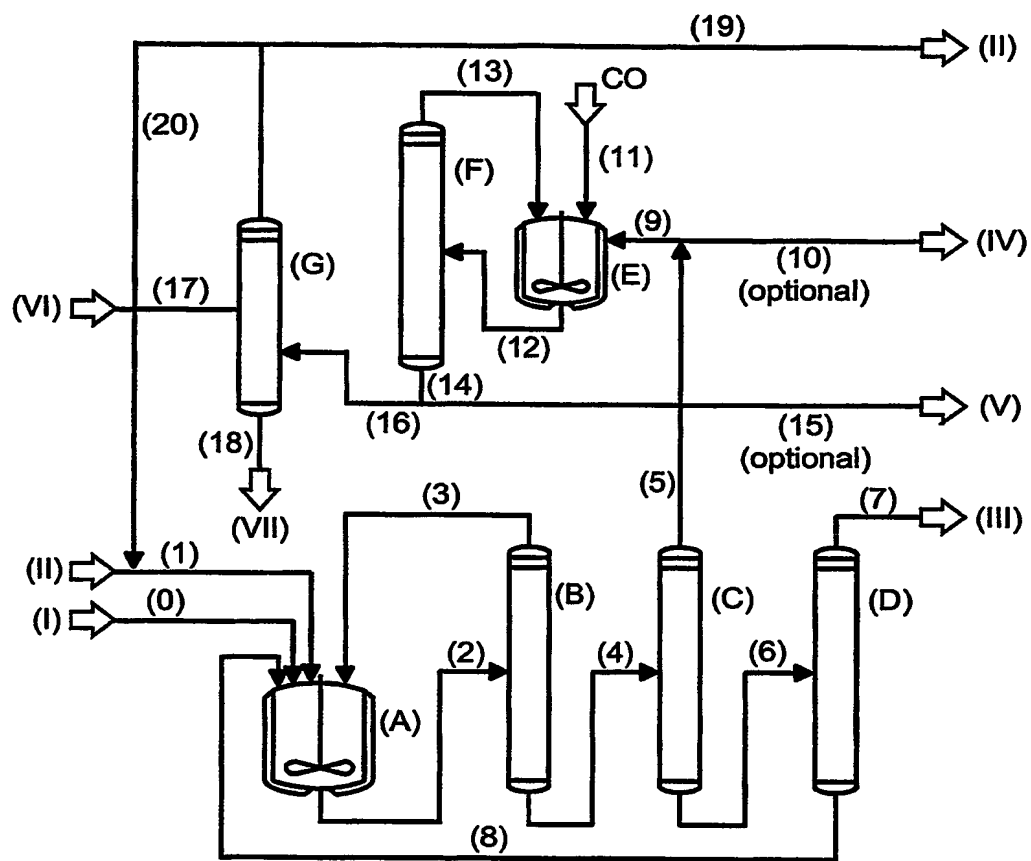 (19)
(II)
(13)
CO
(20)
(F)
(11)
(G)
(9)
(IV)
(E)
(10)
(optional)
(VI)
(17)
(12)
(14)
(V)
(16)
(15)
(optional)
(18)
(5)
(VII)
(3)
(7)
(III)
(II)
(1)
(B)
(C)
(D)
(I)
(0)
(2)
(4)
(6)
(A)
(8)